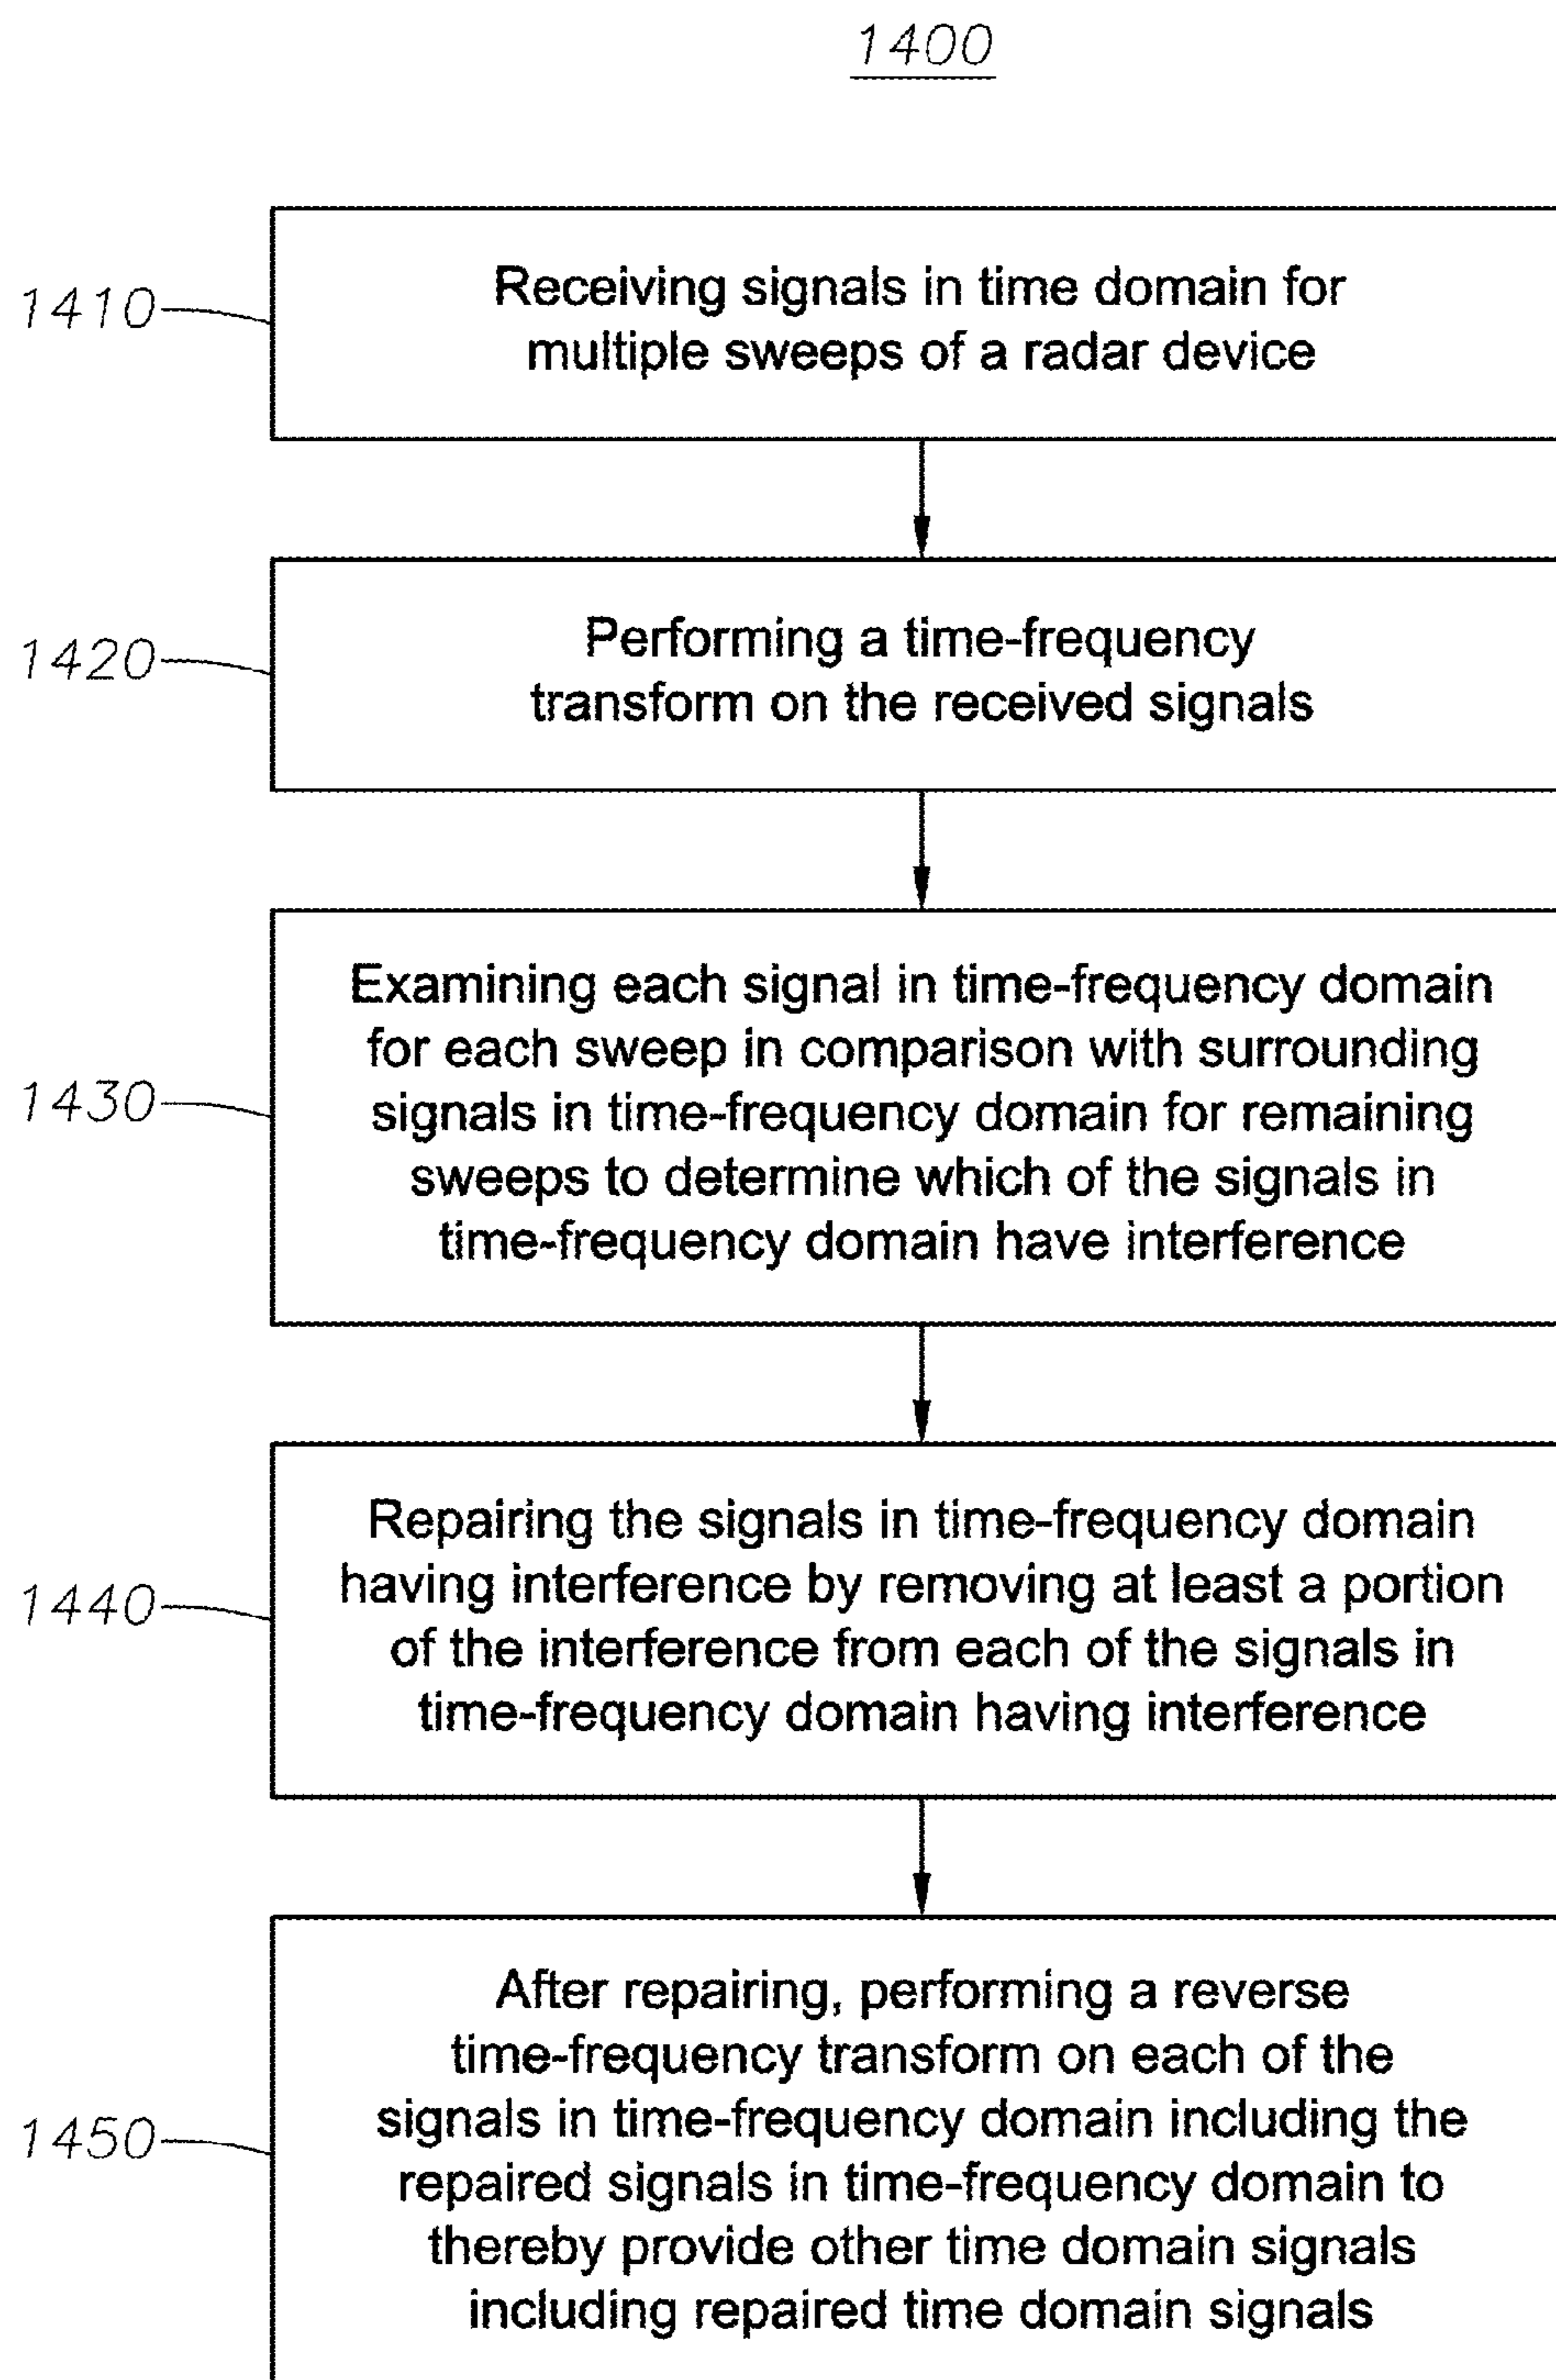 1400
1410
Receiving signals in time domain for
multiple sweeps of a radar device
1420
Performing a time-frequency
transform on the received signals
1430
Examining each signal in time-frequency domain
for each sweep in comparison with surrounding
signals in time-frequency domain for remaining
sweeps to determine which of the signals in
time-frequency domain have interference
1440
Repairing the signals in time-frequency domain
having interference by removing at least a portion
of the interference from each of the signals in
time-frequency domain having interference
1450
After repairing, performing a reverse
time-frequency transform on each of the
signals in time-frequency domain including the
repaired signals in time-frequency domain to
thereby provide other time domain signals
including repaired time domain signals